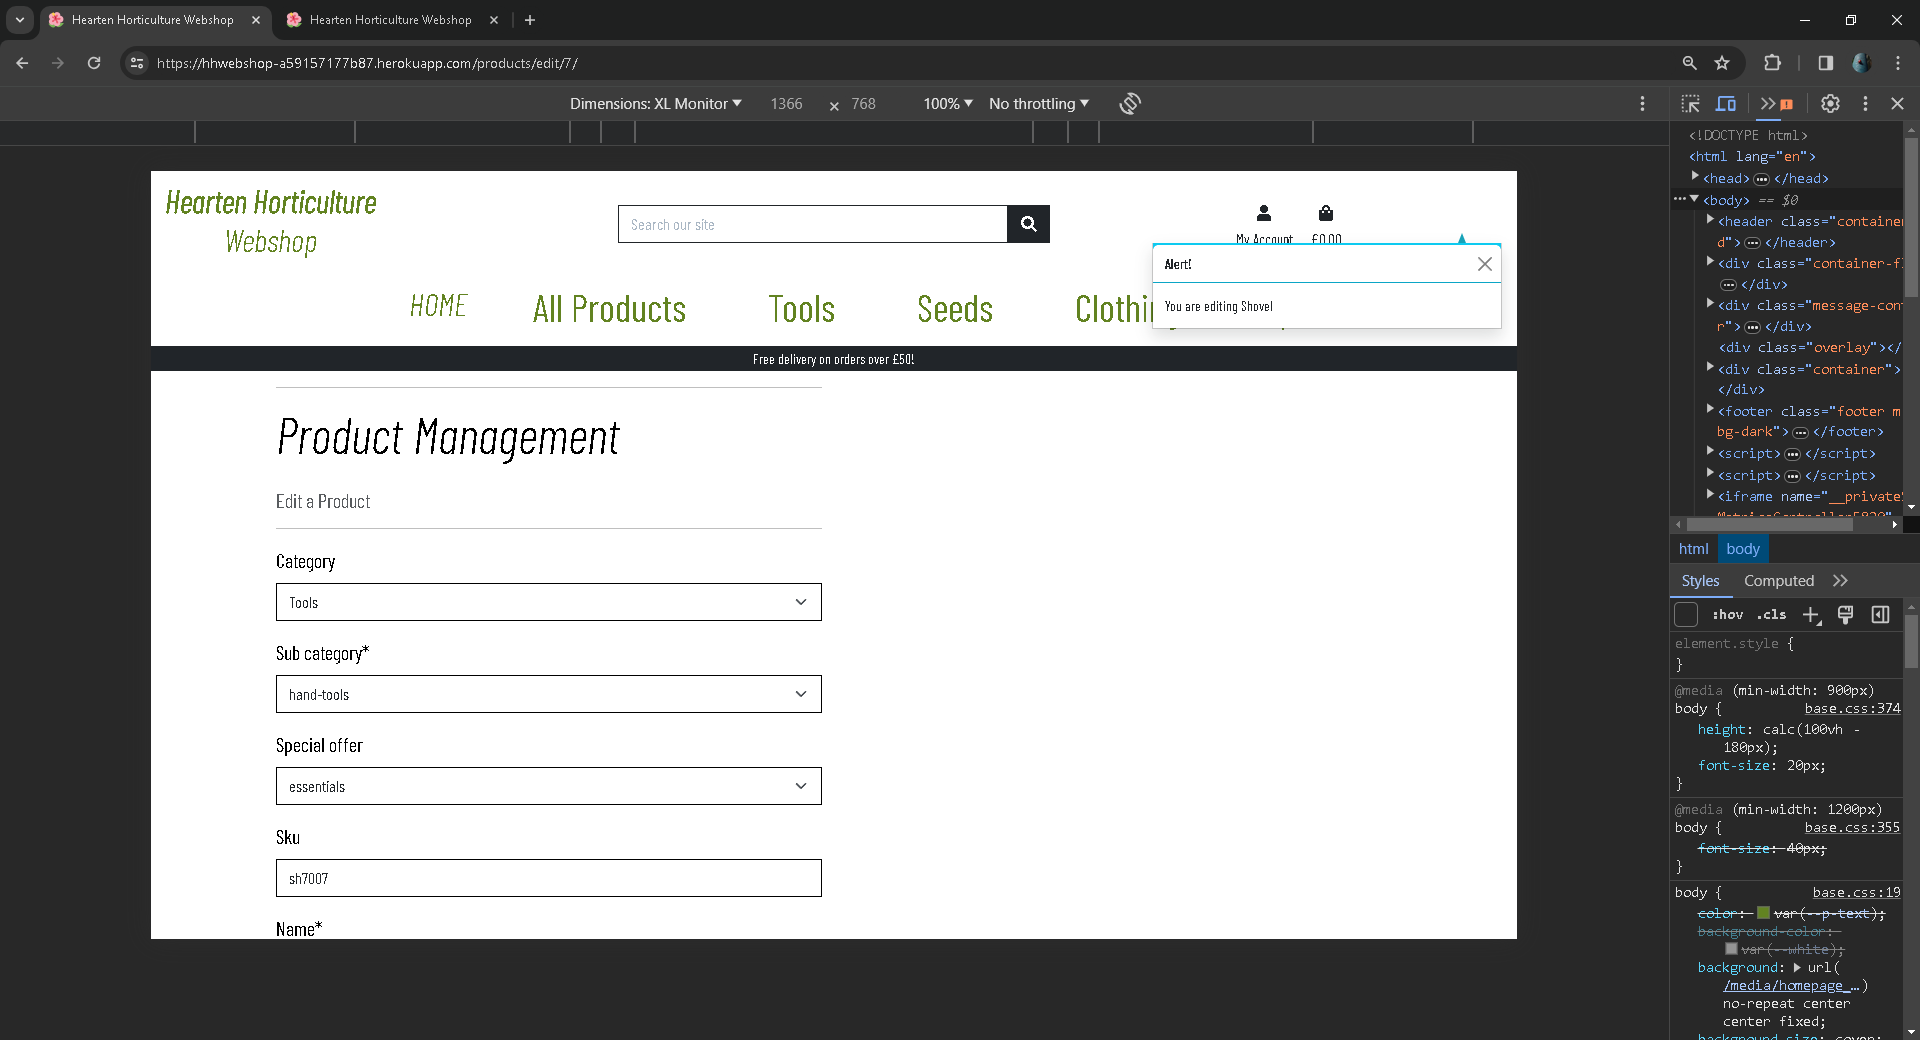 Hearten Horticulture Webshop
Hearten Horticulture Webshop
https://hhwebshop-a59157177b87.herokuapp.com/products/edit/7/
Dimensions: XL Monitor 1366 × 768 100% No throttling
Hearten Horticulture
Webshop
Search our site
My Account £0.00
Alert!
You are editing Shovel
HOME All Products Tools Seeds
Free delivery on orders over £50!
Product Management
Edit a Product
Category
Tools
Sub category*
hand-tools
Special offer
essentials
Sku
sh7007
Name*
<!DOCTYPE html>
<html lang="en">
<head> ••• </head>
••• <body> == $0
<header class="container
d"> ••• </header>
<div class="container-f
••• </div>
<div class="message-con
r"> ••• </div>
<div class="overlay"></
<div class="container">
</div>
<footer class="footer m
bg-dark"> ••• </footer>
<script> ••• </script>
<script> ••• </script>
<iframe name="__private
html body
Styles Computed
:hov .cls
element.style {
}
@media (min-width: 900px)
body { base.css:374
height: calc(100vh -
180px);
font-size: 20px;
}
@media (min-width: 1200px)
body { base.css:355
font-size: 40px;
}
body { base.css:19
color: var(--p-text);
background-color:
var(--white);
background: url(
/media/homepage_…)
no-repeat center
center fixed;